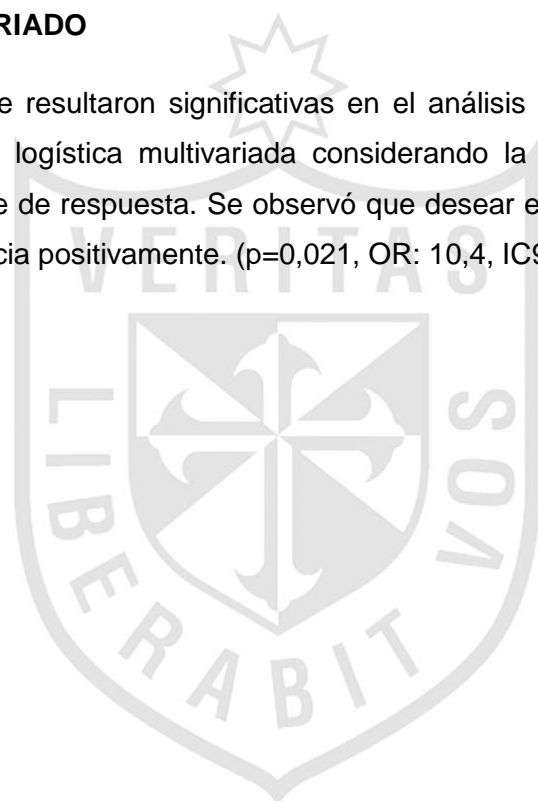 RIADO
e resultaron significativas en el análisis
logística multivariada considerando la
e de respuesta. Se observó que desear e
cia positivamente. (p=0,021, OR: 10,4, IC9
VERITAS
LIBERABIT VOS